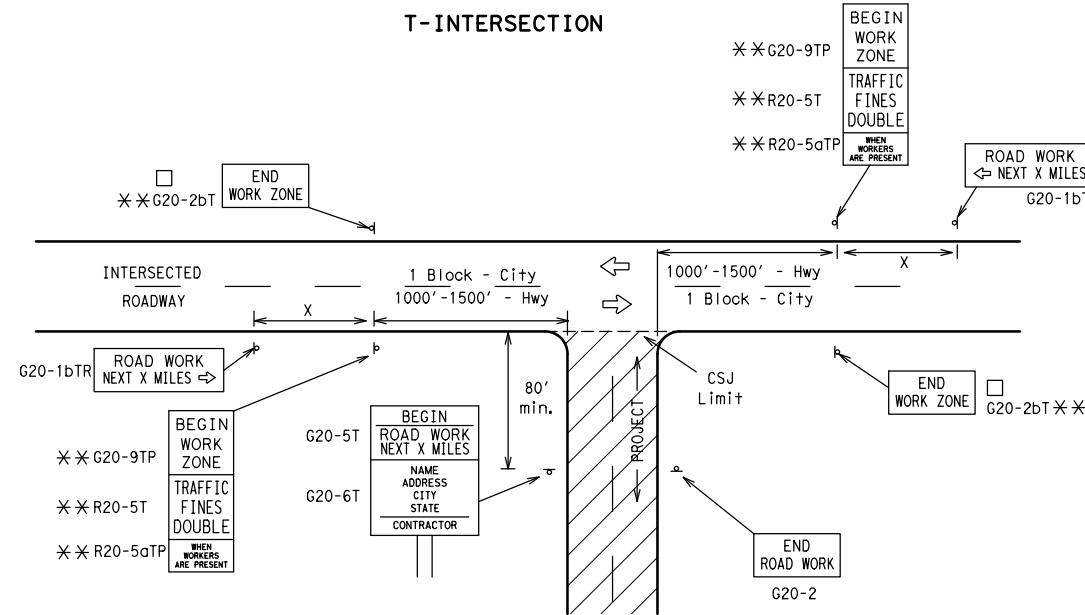 T-INTERSECTION
BEGIN
WORK
ZONE
TRAFFIC
FINES
DOUBLE
WHEN
WORKERS
ARE PRESENT
**G20-9TP
**R20-5T
**R20-5aTP
ROAD WORK
⇦ NEXT X MILES
G20-1bT
□
**G20-2bT
END
WORK ZONE
INTERSECTED
ROADWAY
1 Block - City
1000'-1500' - Hwy
1000'-1500' - Hwy
1 Block - City
X
X
G20-1bTR
ROAD WORK
NEXT X MILES ⇨
80'
min.
CSJ
Limit
PROJECT
END
WORK ZONE
□
G20-2bT**
**G20-9TP
**R20-5T
**R20-5aTP
BEGIN
WORK
ZONE
TRAFFIC
FINES
DOUBLE
WHEN
WORKERS
ARE PRESENT
G20-5T
G20-6T
BEGIN
ROAD WORK
NEXT X MILES
NAME
ADDRESS
CITY
STATE
CONTRACTOR
END
ROAD WORK
G20-2